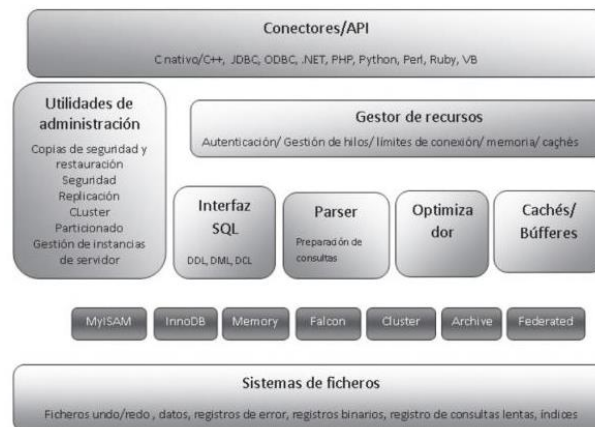 Conectores/API
C nativo/C++, JDBC, ODBC, .NET, PHP, Python, Perl, Ruby, VB
Utilidades de
administración
Copias de seguridad y
restauración
Seguridad
Replicación
CLuster
Particionado
Gestión de instancias
de servidor
Gestor de recursos
Autenticación/ Gestión de hilos/ límites de conexión/ memoria/ cachés
Interfaz
SQL
DDL, DML, DCL
Parser
Preparación de
consultas
Optimiza
dor
Cachés/
Búfferes
MyISAM
InnoDB
Memory
Falcon
Cluster
Archive
Federated
Sistemas de ficheros
Ficheros undo/redo , datos, registros de error, registros binarios, registro de consultas lentas, índices